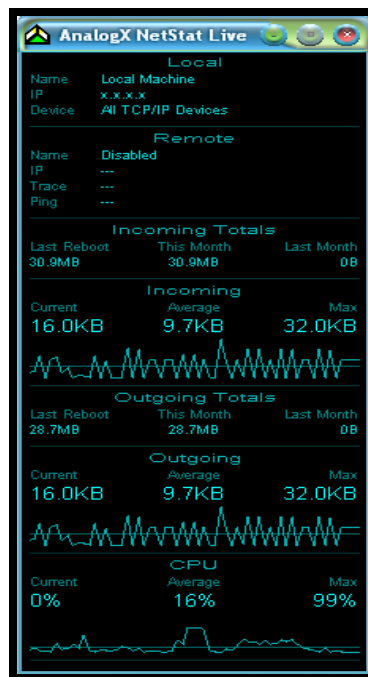 AnalogX NetStat Live
Local
Name Local Machine
IP x.x.x.x
Device All TCP/IP Devices
Remote
Name Disabled
IP ---
Trace ---
Ping ---
Incoming Totals
Last Reboot This Month Last Month
30.9MB 30.9MB 0B
Incoming
Current Average Max
16.0KB 9.7KB 32.0KB
Outgoing Totals
Last Reboot This Month Last Month
28.7MB 28.7MB 0B
Outgoing
Current Average Max
16.0KB 9.7KB 32.0KB
CPU
Current Average Max
0% 16% 99%